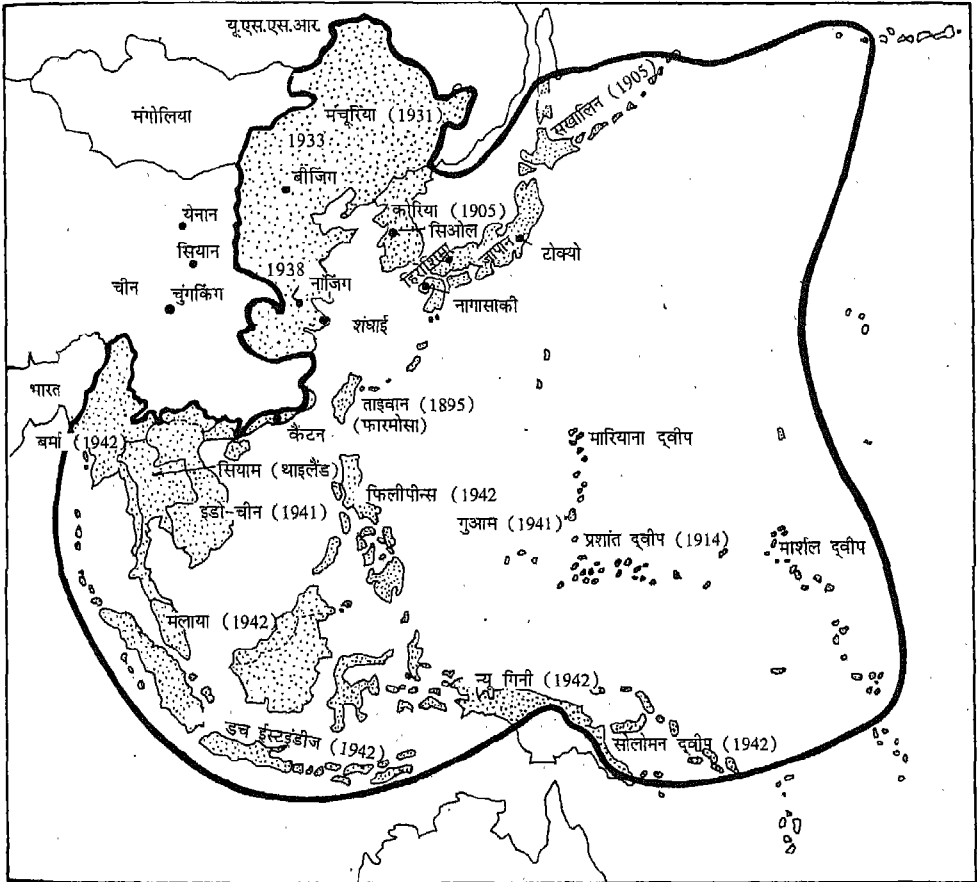 यू.एस.एस.आर.
मंगोलिया
मंचूरिया (1931)
सखालिन (1905)
1933
बीजिंग
येनान
कोरिया (1905)
सिओल
सियान
हिरोशिमा
जापान
टोक्यो
1938
नांजिंग
चीन
चुंगकिंग
नागासाकी
शंघाई
भारत
ताइवान (1895)
(फारमोसा)
कैंटन
बर्मा (1942)
मारियाना द्वीप
सियाम (थाइलैंड)
फिलीपीन्स (1942
इंडो-चीन (1941)
गुआम (1941)
प्रशांत द्वीप (1914)
मार्शल द्वीप
मलाया (1942)
न्यू गिनी (1942)
डच ईस्टइंडीज (1942)
सोलोमन द्वीप (1942)